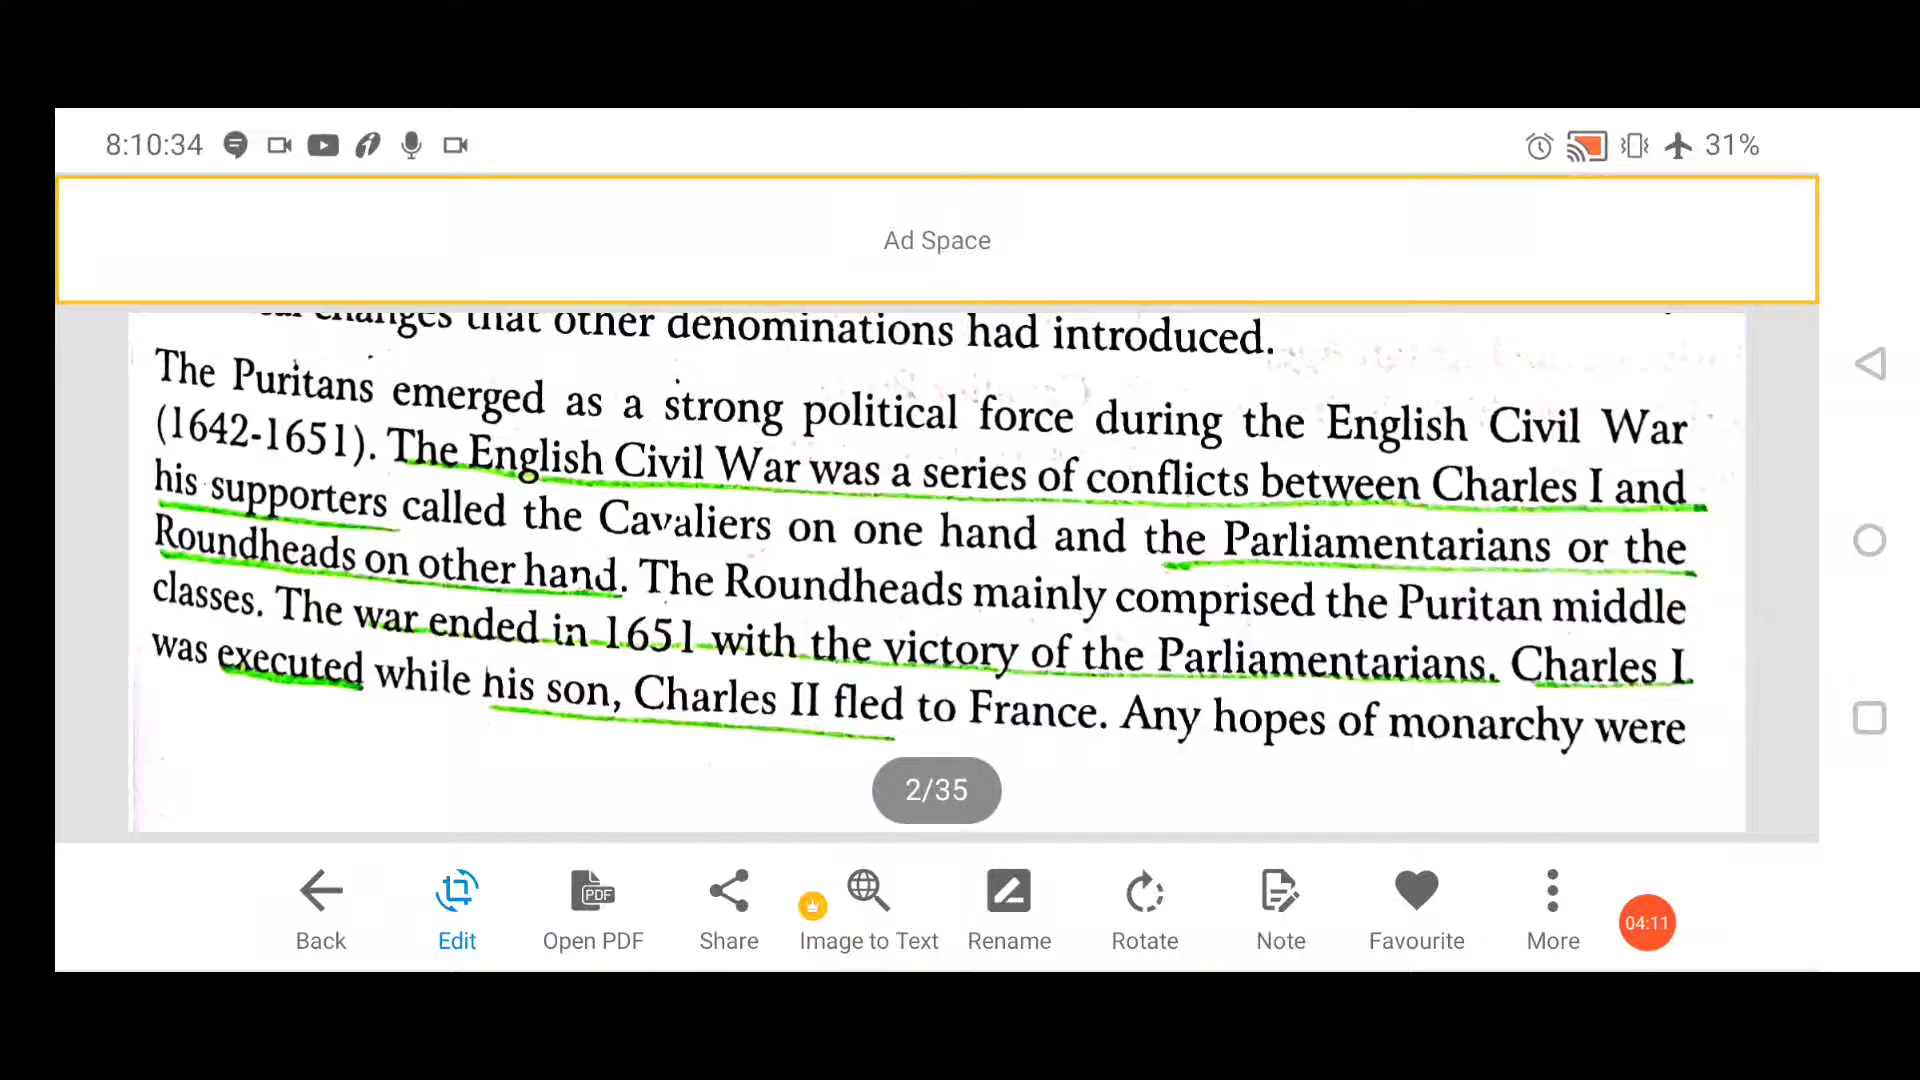 8:10:34
31%
Ad Space
changes that other denominations had introduced.
The Puritans emerged as a strong political force during the English Civil War
(1642-1651). The English Civil War was a series of conflicts between Charles I and
his supporters called the Cavaliers on one hand and the Parliamentarians or the
Roundheads on other hand. The Roundheads mainly comprised the Puritan middle
classes. The war ended in 1651 with the victory of the Parliamentarians. Charles I
was executed while his son, Charles II fled to France. Any hopes of monarchy were
2/35
Back Edit Open PDF Share Image to Text Rename Rotate Note Favourite More
04:11